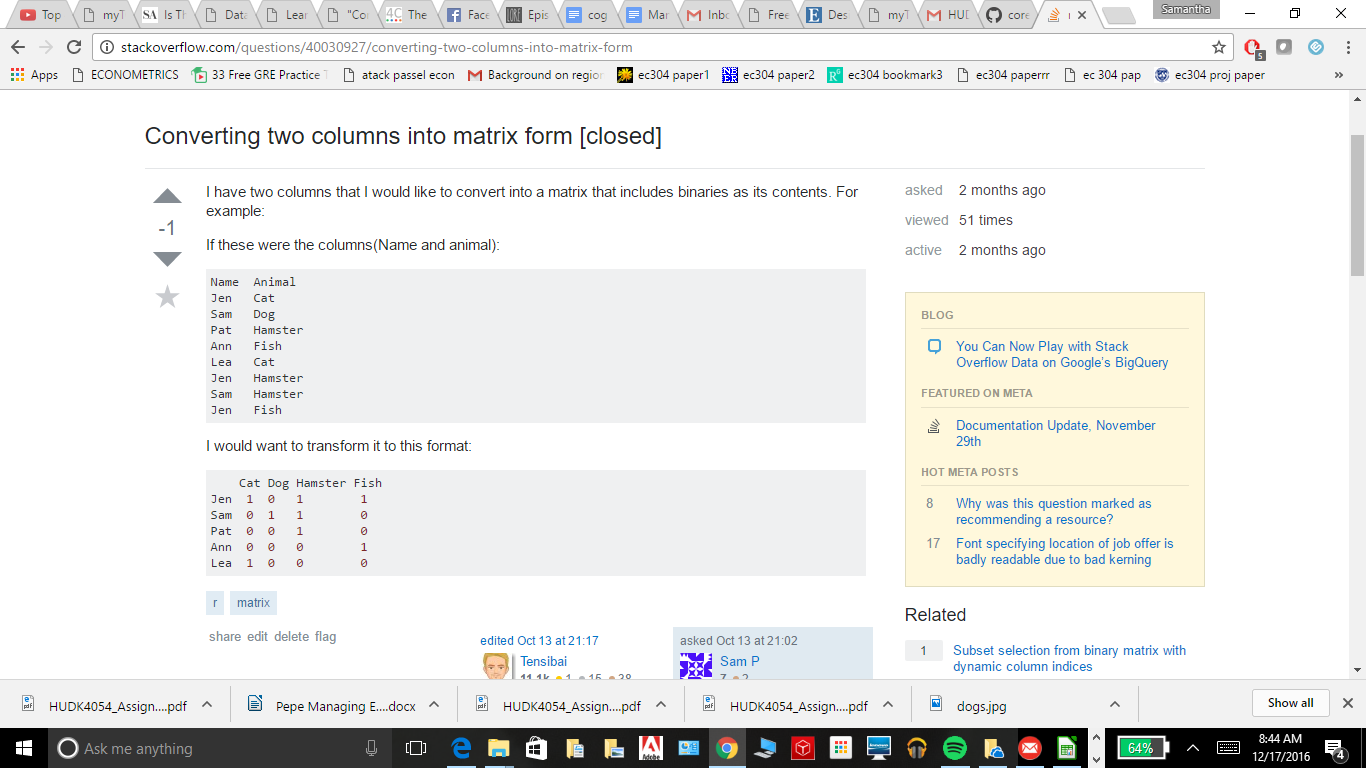 Samantha
Top myT SA Is Th Data Lear "Cor 4C The Face Epis cog Mar Inbo Free Des myT HUD core
stackoverflow.com/questions/40030927/converting-two-columns-into-matrix-form
5
Apps ECONOMETRICS 33 Free GRE Practice T atack passel econ Background on region ec304 paper1 ec304 paper2 ec304 bookmark3 ec304 paperrr ec 304 pap ec304 proj paper »
Converting two columns into matrix form [closed]
-1
I have two columns that I would like to convert into a matrix that includes binaries as its contents. For
example:
If these were the columns(Name and animal):
Name Animal
Jen Cat
Sam Dog
Pat Hamster
Ann Fish
Lea Cat
Jen Hamster
Sam Hamster
Jen Fish
I would want to transform it to this format:
Cat Dog Hamster Fish
Jen 1 0 1 1
Sam 0 1 1 0
Pat 0 0 1 0
Ann 0 0 0 1
Lea 1 0 0 0
r matrix
share edit delete flag
edited Oct 13 at 21:17
Tensibai
11.1k 1 15 38
asked Oct 13 at 21:02
Sam P
7 2
asked 2 months ago
viewed 51 times
active 2 months ago
BLOG
You Can Now Play with Stack
Overflow Data on Google's BigQuery
FEATURED ON META
Documentation Update, November
29th
HOT META POSTS
8 Why was this question marked as
recommending a resource?
17 Font specifying location of job offer is
badly readable due to bad kerning
Related
1 Subset selection from binary matrix with
dynamic column indices
HUDK4054_Assign....pdf Pepe Managing E....docx HUDK4054_Assign....pdf HUDK4054_Assign....pdf dogs.jpg Show all
Ask me anything
Adobe
64%
8:44 AM
12/17/2016
4